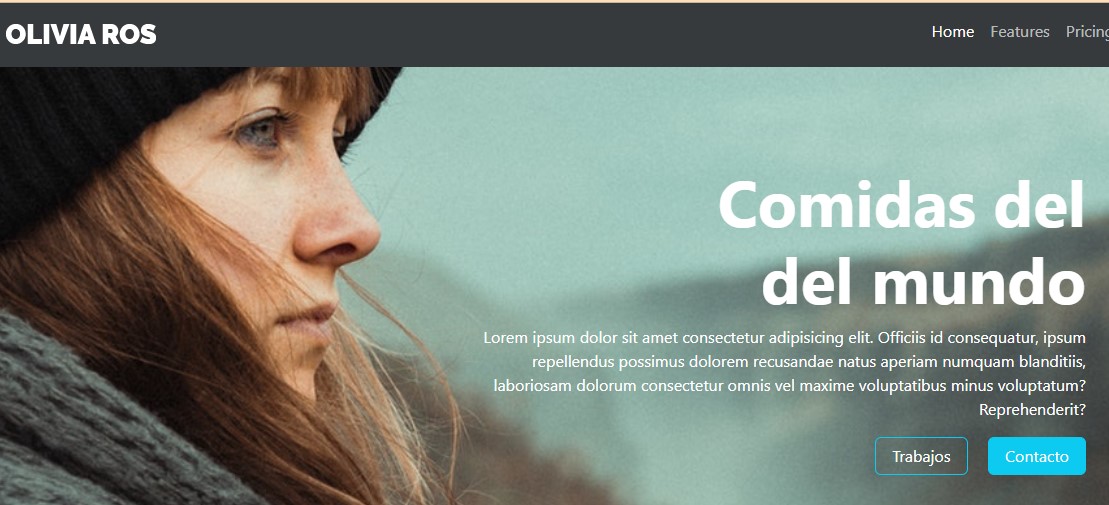 OLIVIA ROS
Home Features Pricing
Comidas del
del mundo
Lorem ipsum dolor sit amet consectetur adipisicing elit. Officiis id consequatur, ipsum
repellendus possimus dolorem recusandae natus aperiam numquam blanditiis,
laboriosam dolorum consectetur omnis vel maxime voluptatibus minus voluptatum?
Reprehenderit?
Trabajos Contacto